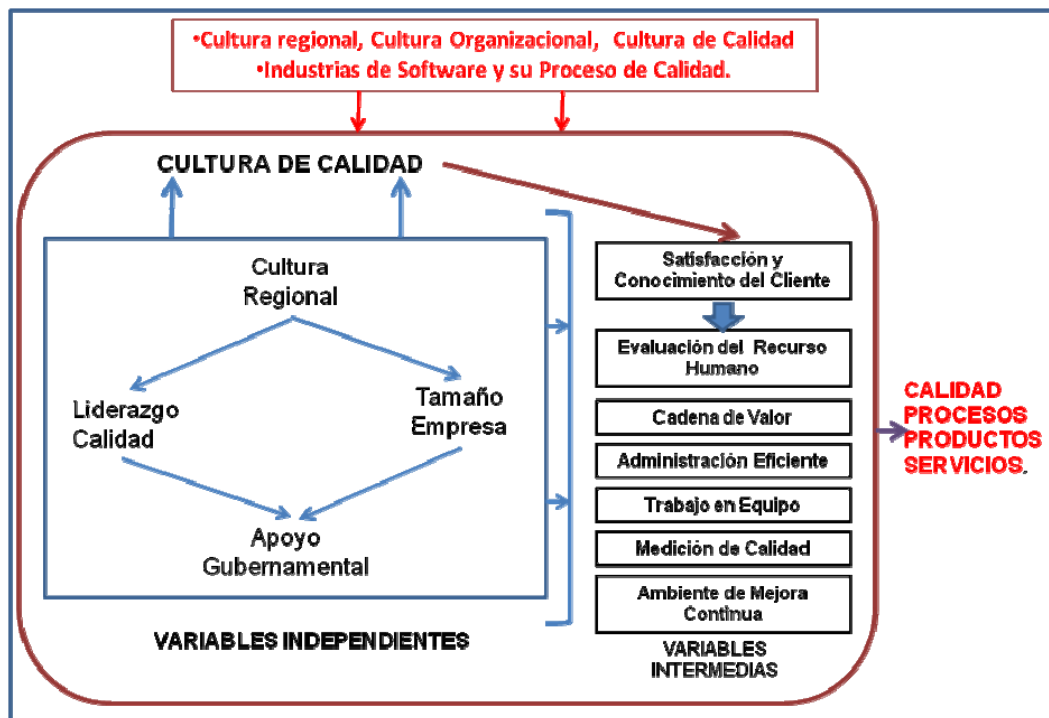 •Cultura regional, Cultura Organizacional, Cultura de Calidad
•Industrias de Software y su Proceso de Calidad.
CULTURA DE CALIDAD
Cultura
Regional
Liderazgo
Calidad
Tamaño
Empresa
Apoyo
Gubernamental
VARIABLES INDEPENDIENTES
Satisfacción y
Conocimiento del Cliente
Evaluación del Recurso
Humano
Cadena de Valor
Administración Eficiente
Trabajo en Equipo
Medición de Calidad
Ambiente de Mejora
Continua
VARIABLES
INTERMEDIAS
CALIDAD
PROCESOS
PRODUCTOS
SERVICIOS.